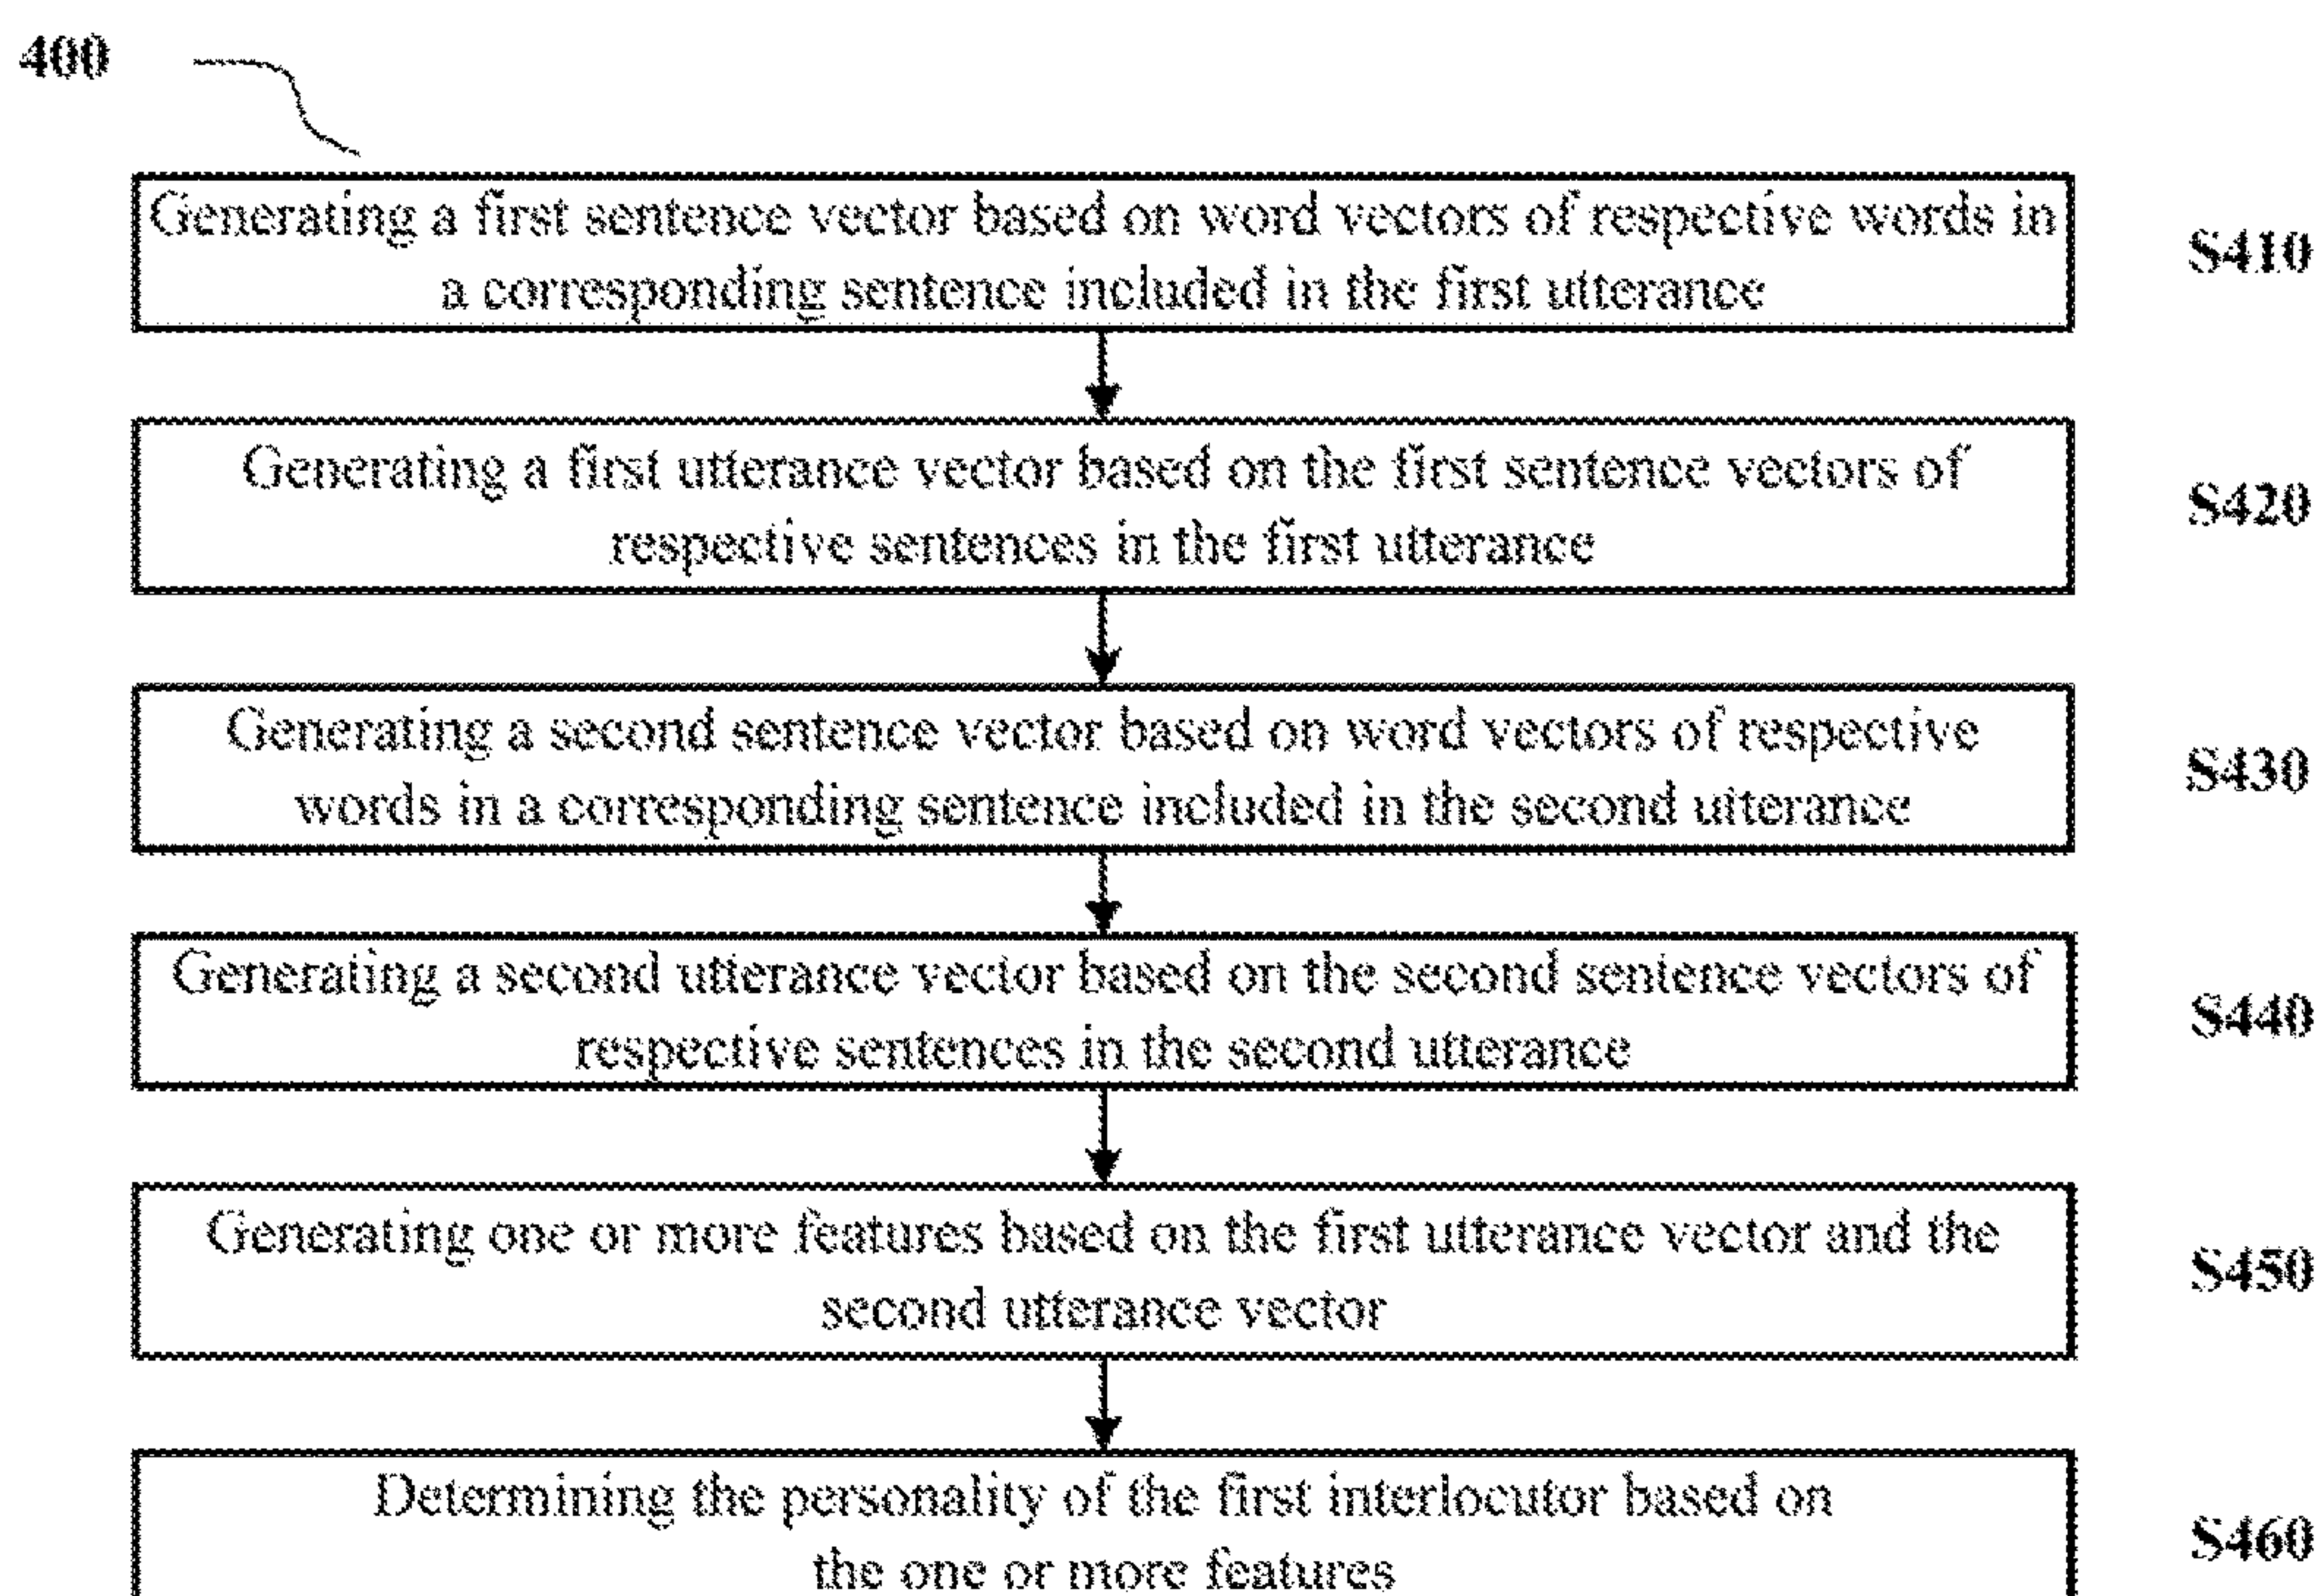 400
Generating a first sentence vector based on word vectors of respective words in
a corresponding sentence included in the first utterance
S410
Generating a first utterance vector based on the first sentence vectors of
respective sentences in the first utterance
S420
Generating a second sentence vector based on word vectors of respective
words in a corresponding sentence included in the second utterance
S430
Generating a second utterance vector based on the second sentence vectors of
respective sentences in the second utterance
S440
Generating one or more features based on the first utterance vector and the
second utterance vector
S450
Determining the personality of the first interlocutor based on
the one or more features
S460